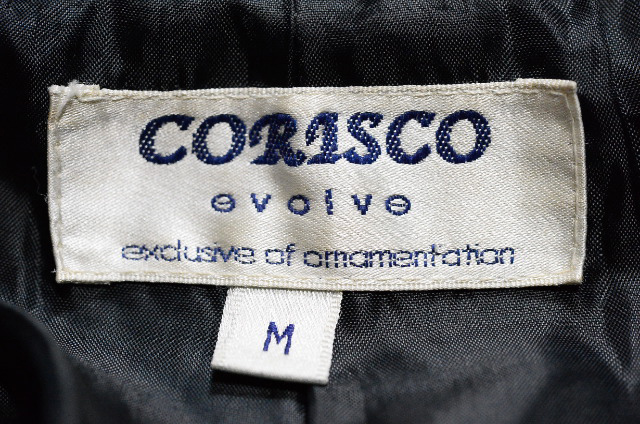 CORISCO
evolve
exclusive of ornamentation
M